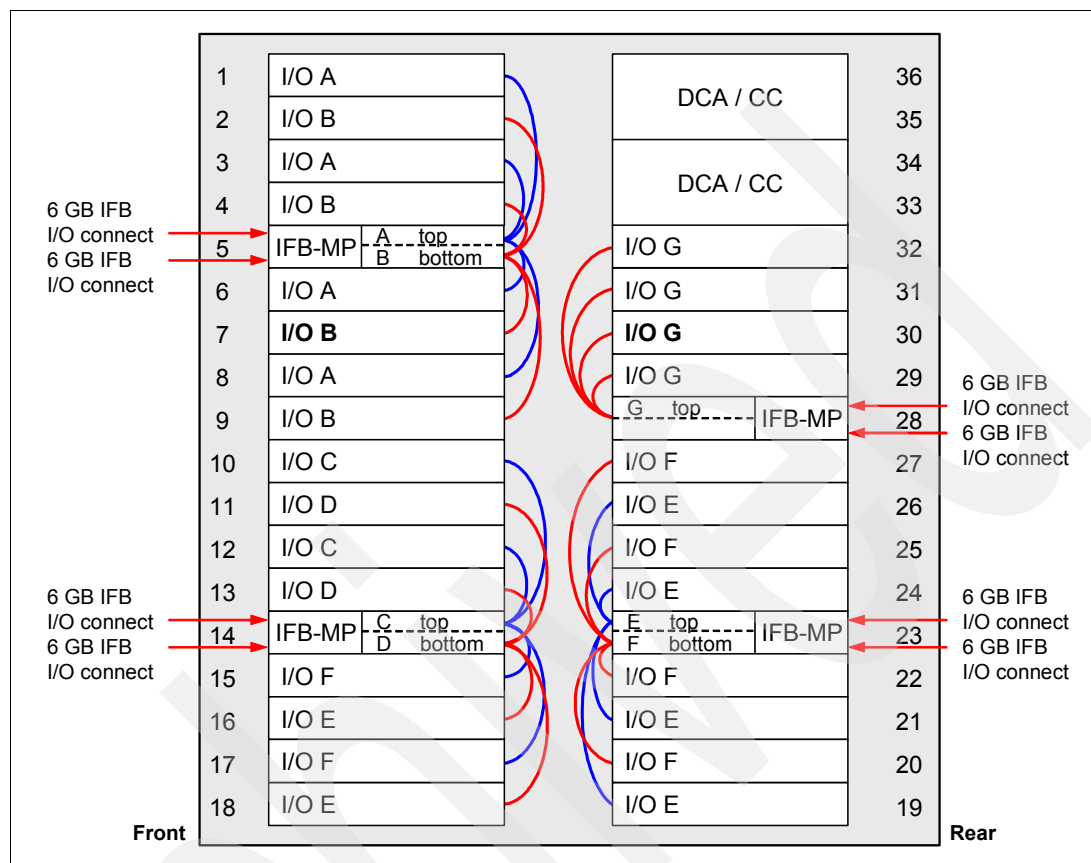 1 I/O A
2 I/O B
3 I/O A
4 I/O B
6 GB IFB
I/O connect
5 IFB-MP A top
B bottom
6 GB IFB
I/O connect
6 I/O A
7 I/O B
8 I/O A
9 I/O B
10 I/O C
11 I/O D
12 I/O C
13 I/O D
6 GB IFB
I/O connect
14 IFB-MP C top
D bottom
6 GB IFB
I/O connect
15 I/O F
16 I/O E
17 I/O F
18 I/O E
Front
DCA / CC 36
35
DCA / CC 34
33
I/O G 32
I/O G 31
I/O G 30
I/O G 29
6 GB IFB
I/O connect
G top IFB-MP 28
6 GB IFB
I/O connect
I/O F 27
I/O E 26
I/O F 25
I/O E 24
6 GB IFB
I/O connect
E top IFB-MP 23
F bottom
6 GB IFB
I/O connect
I/O F 22
I/O E 21
I/O F 20
I/O E 19
Rear